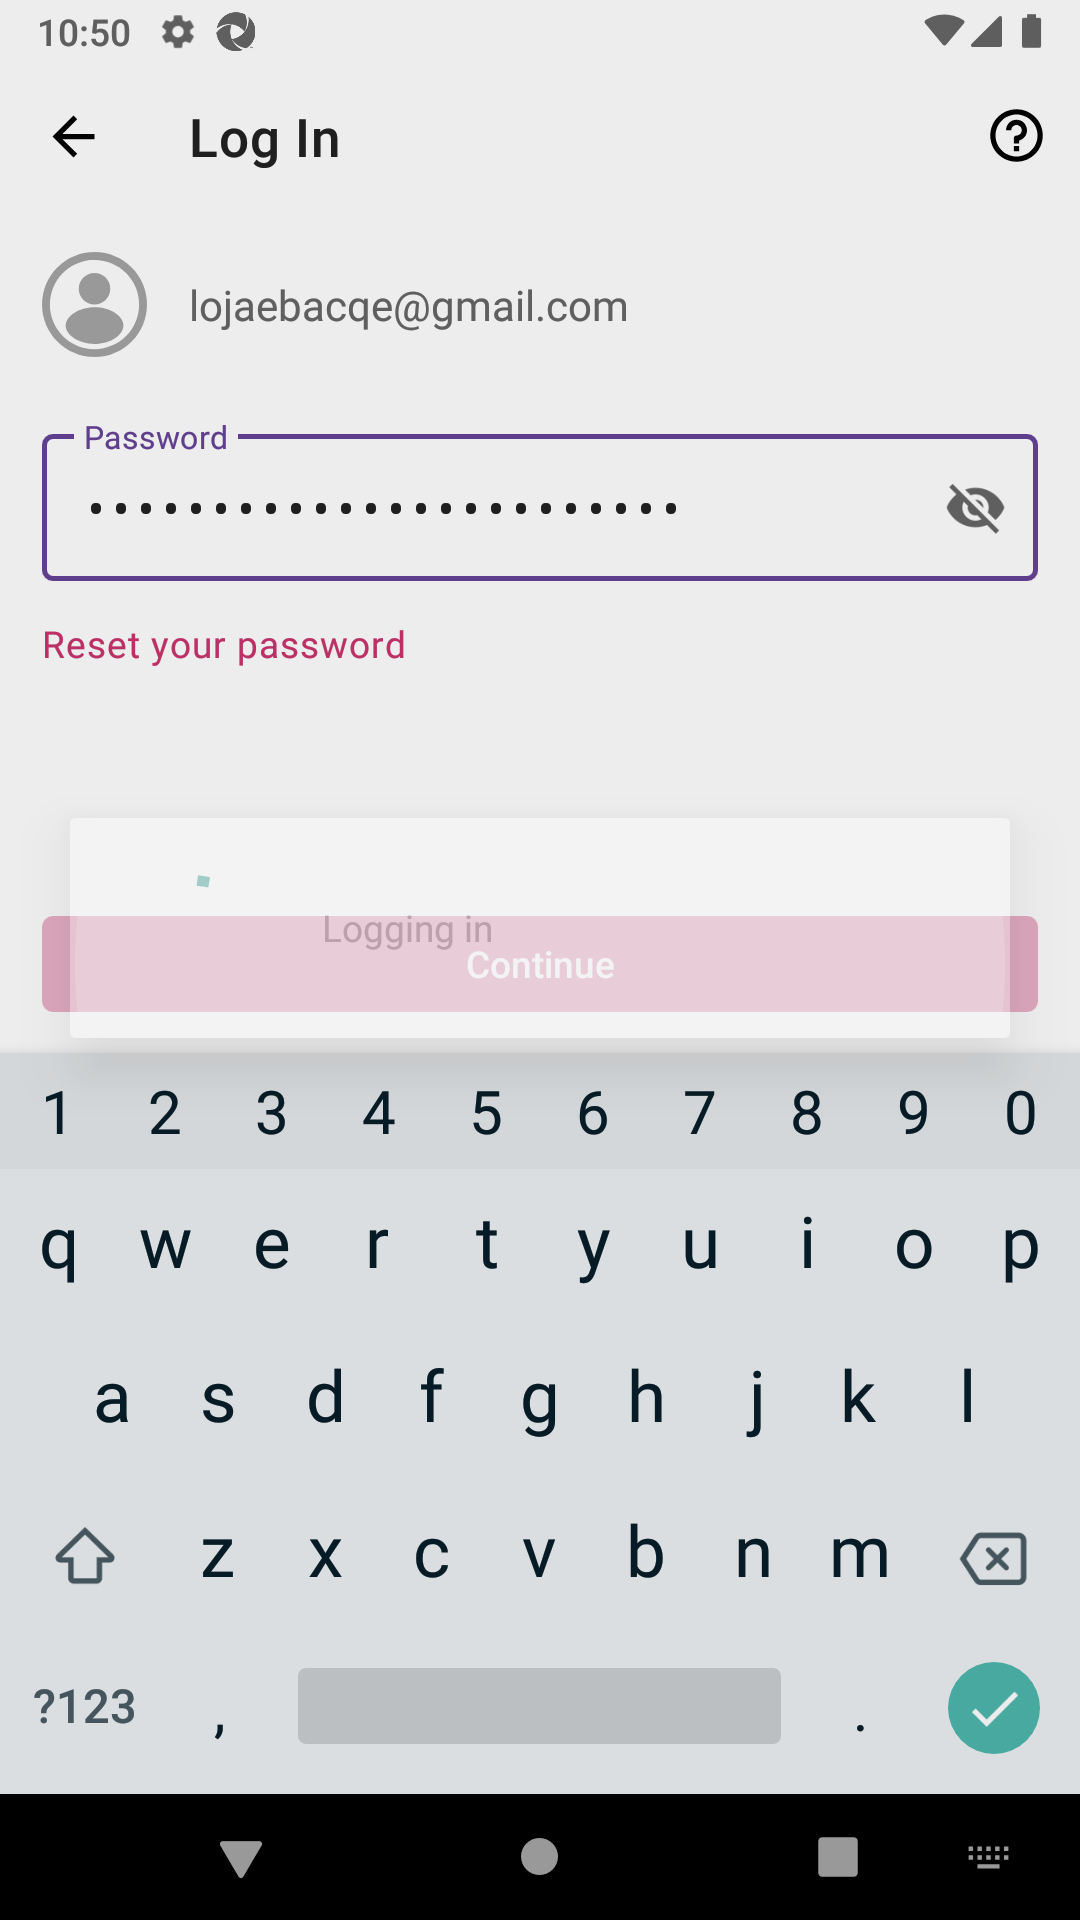 10:50
Log In
lojaebacqe@gmail.com
Password
••••••••••••••••••••••••
Reset your password
Logging in
Continue
1 2 3 4 5 6 7 8 9 0
q w e r t y u i o p
a s d f g h j k l
z x c v b n m
?123 , .